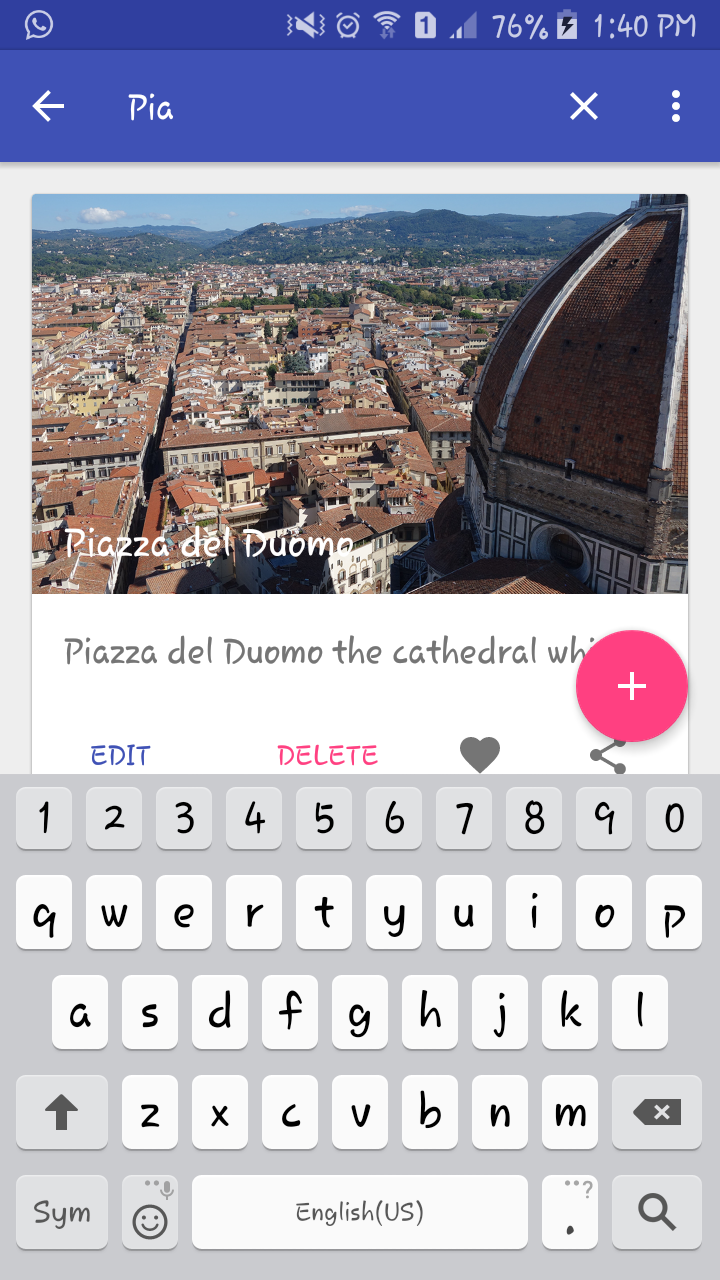 1 76% 1:40 PM
Pia
Piazza del Duomo
Piazza del Duomo the cathedral
EDIT DELETE
1 2 3 4 5 6 7 8 9 0
q w e r t y u i o p
a s d f g h j k l
z x c v b n m
?
Sym English(US) .